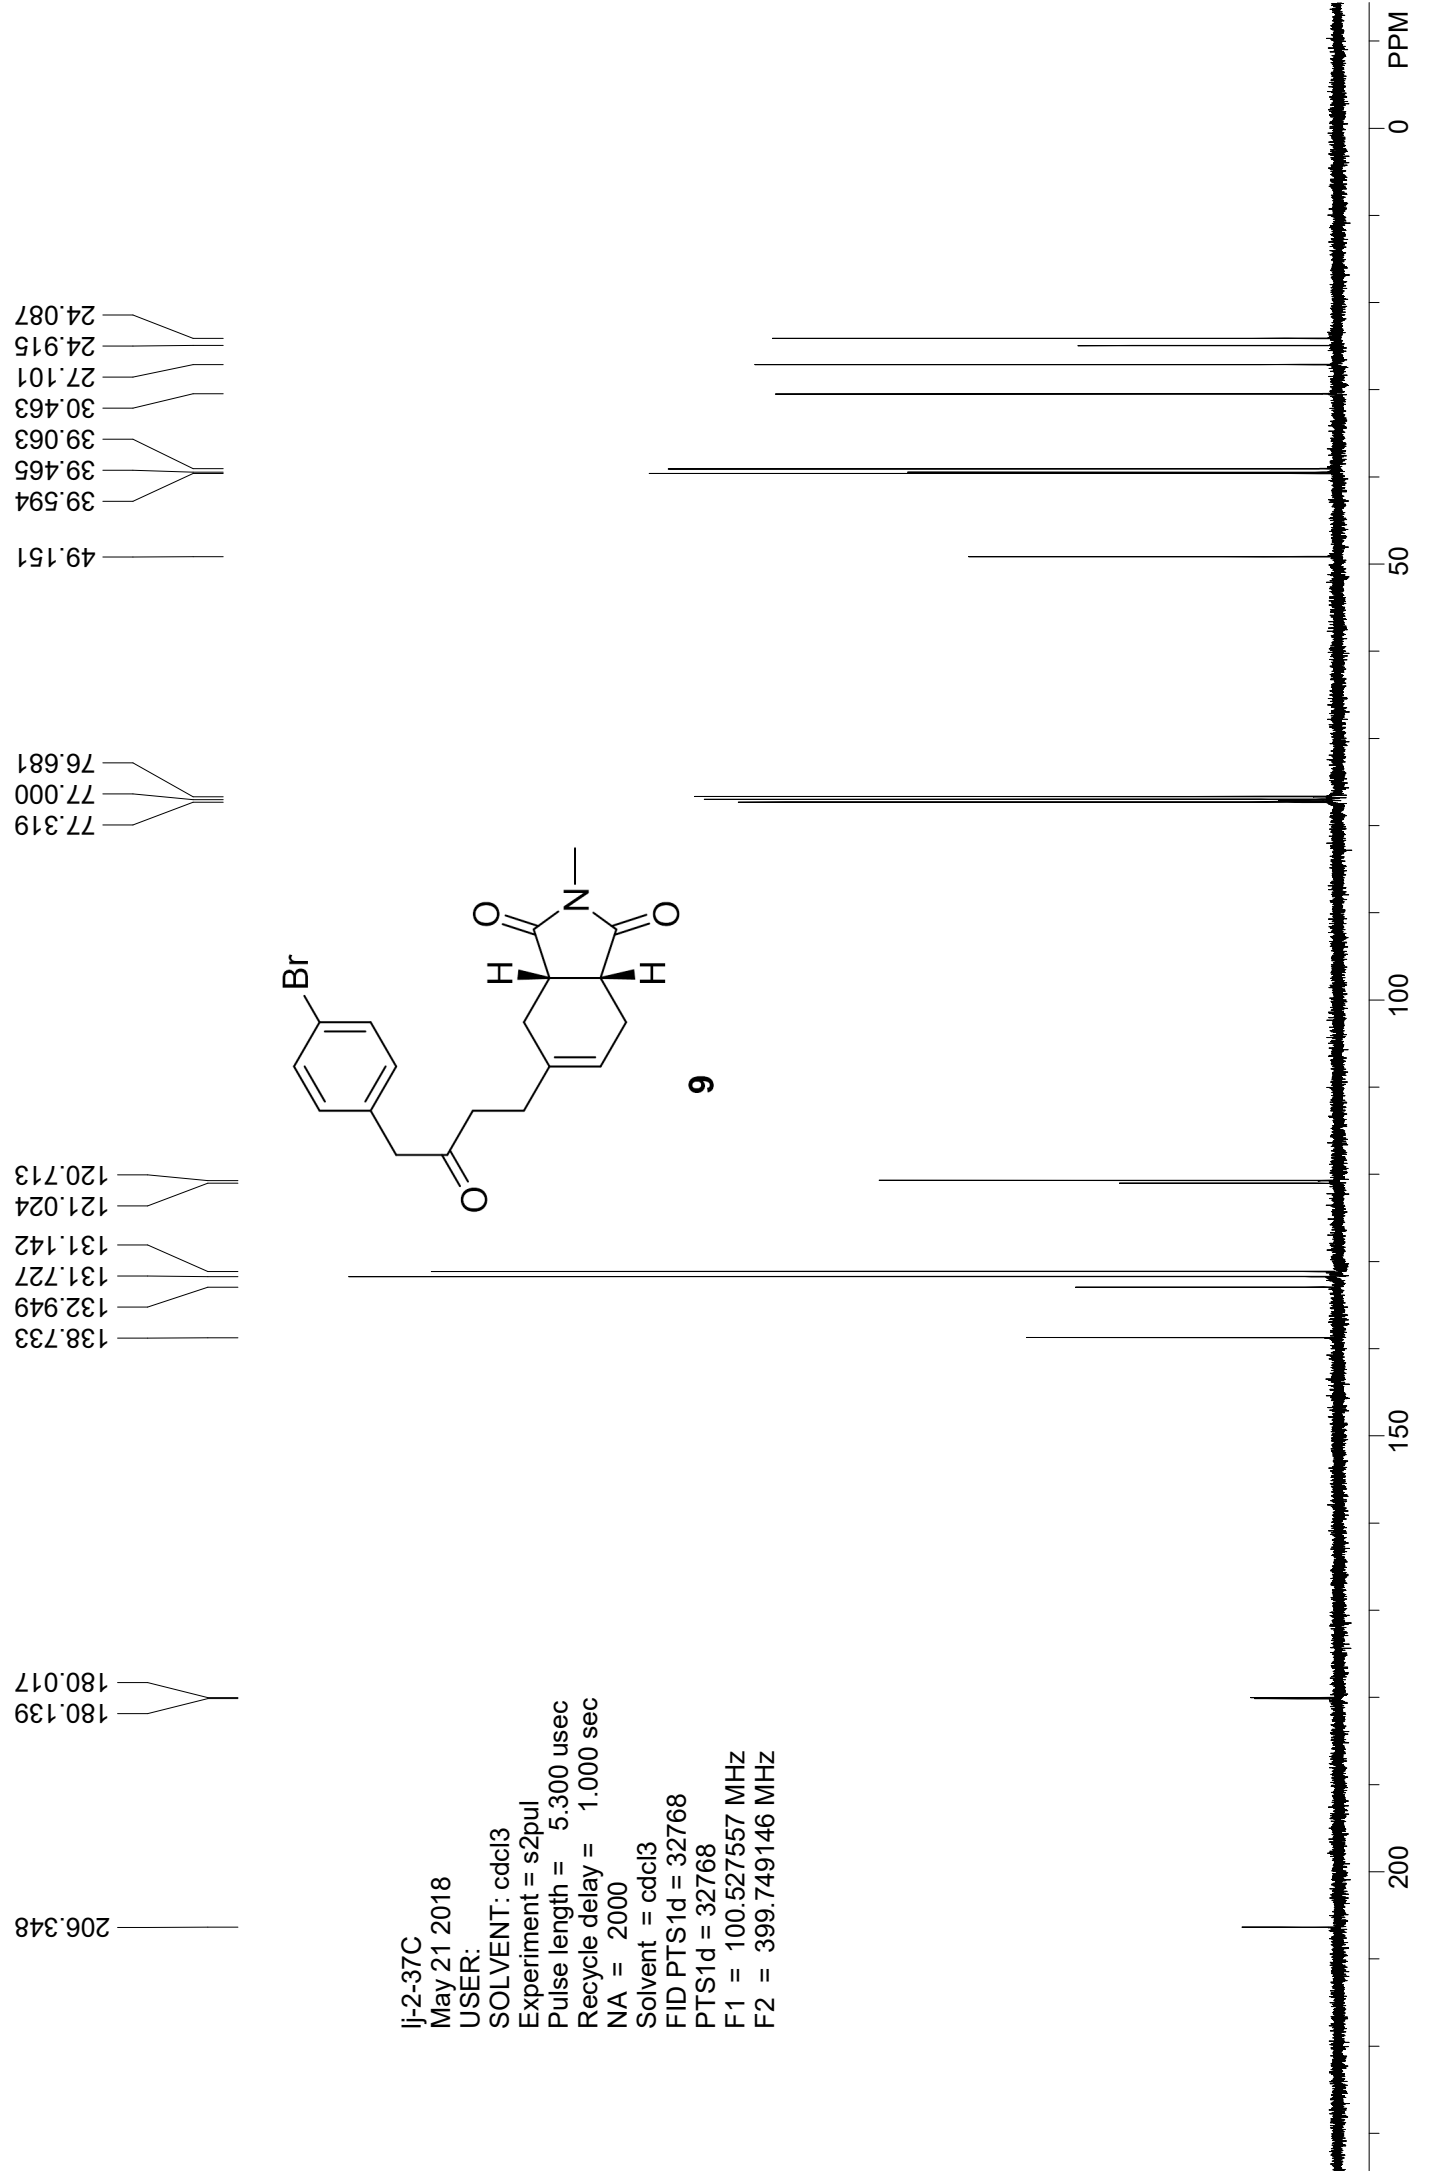 206.348
180.139
180.017
138.733
132.949
131.727
131.142
121.024
120.713
77.319
77.000
76.681
49.151
39.594
39.465
39.063
30.463
27.101
24.915
24.087
Br
O
H
N
O
H
O
9
lj-2-37C
May 21 2018
USER:
SOLVENT: cdcl3
Experiment = s2pul
Pulse length = 5.300 usec
Recycle delay = 1.000 sec
NA = 2000
Solvent = cdcl3
FID PTS1d = 32768
PTS1d = 32768
F1 = 100.527557 MHz
F2 = 399.749146 MHz
200
150
100
50
0
PPM